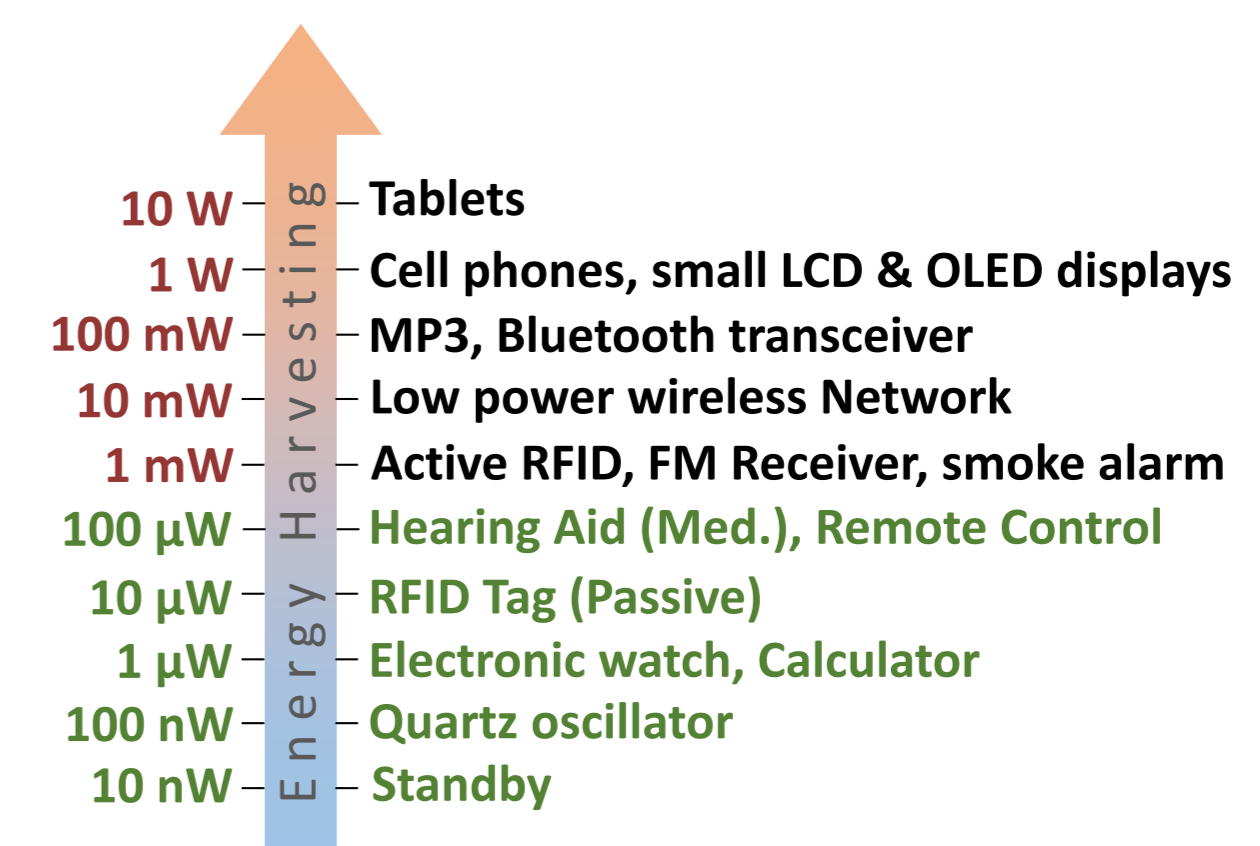 10 W Tablets
1 W Cell phones, small LCD & OLED displays
100 mW MP3, Bluetooth transceiver
10 mW Low power wireless Network
1 mW Active RFID, FM Receiver, smoke alarm
100 µW Hearing Aid (Med.), Remote Control
10 µW RFID Tag (Passive)
1 µW Electronic watch, Calculator
100 nW Quartz oscillator
10 nW Standby
Energy Harvesting